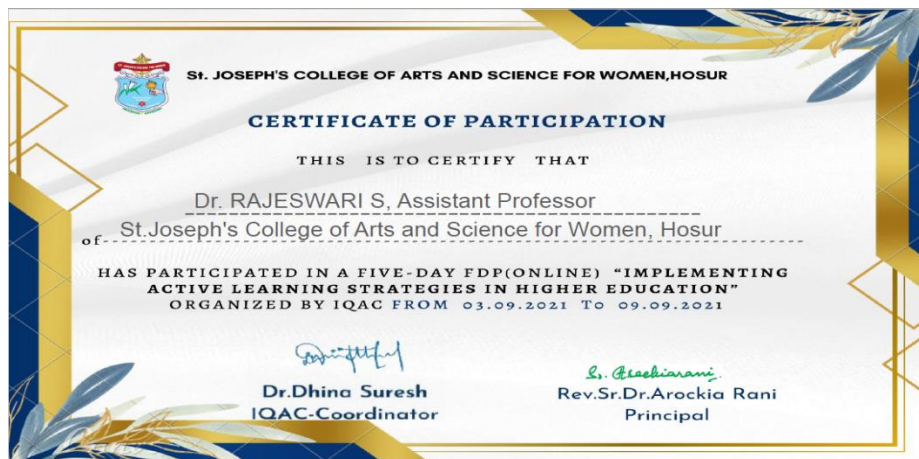 St. JOSEPH'S COLLEGE OF ARTS AND SCIENCE FOR WOMEN,HOSUR
CERTIFICATE OF PARTICIPATION
THIS IS TO CERTIFY THAT
Dr. RAJESWARI S, Assistant Professor
of St.Joseph's College of Arts and Science for Women, Hosur
HAS PARTICIPATED IN A FIVE-DAY FDP(ONLINE) “IMPLEMENTING
ACTIVE LEARNING STRATEGIES IN HIGHER EDUCATION”
ORGANIZED BY IQAC FROM 03.09.2021 TO 09.09.2021
Dr.Dhina Suresh
IQAC-Coordinator
Rev.Sr.Dr.Arockia Rani
Principal